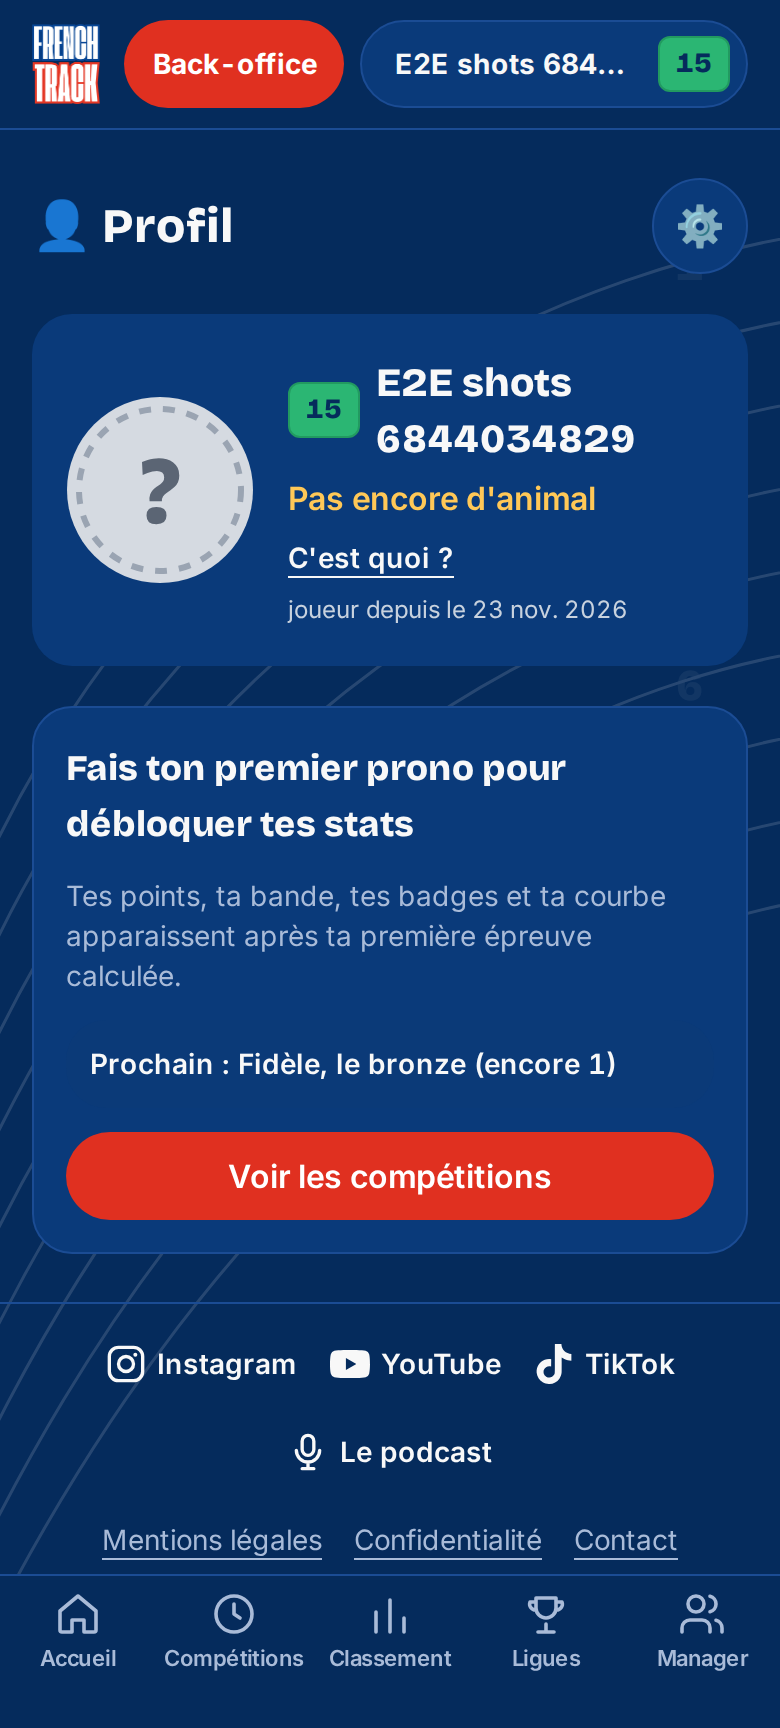 FRENCH
TRACK
Back-office
E2E shots 684...
15
👤 Profil
15
E2E shots
6844034829
?
Pas encore d'animal
C'est quoi ?
joueur depuis le 23 nov. 2026
6
Fais ton premier prono pour
débloquer tes stats
Tes points, ta bande, tes badges et ta courbe
apparaissent après ta première épreuve
calculée.
Prochain : Fidèle, le bronze (encore 1)
Voir les compétitions
Instagram
YouTube
TikTok
Le podcast
Mentions légales
Confidentialité
Contact
Accueil
Compétitions
Classement
Ligues
Manager